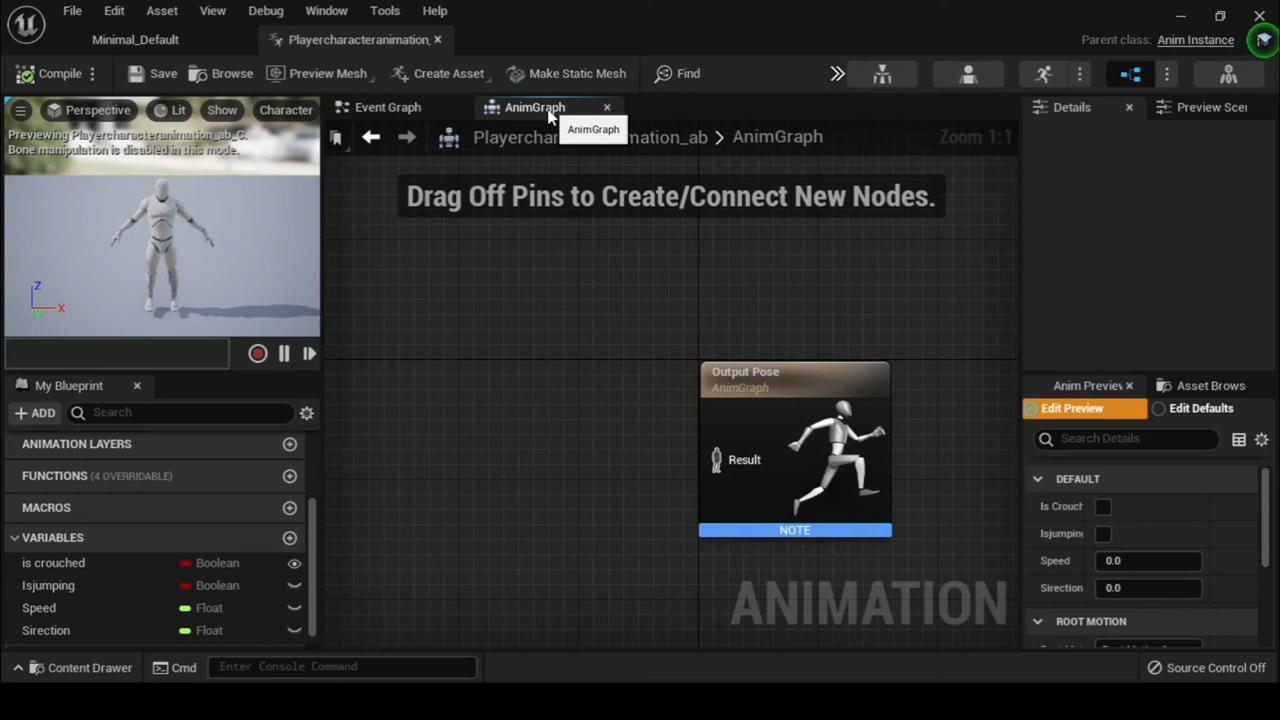 File Edit Asset View Debug Window Tools Help
Minimal_Default
Playercharacteranimation_
Parent class: Anim Instance
Compile Save Browse Preview Mesh Create Asset Make Static Mesh Find
Perspective Lit Show Character
Previewing Playercharacteranimation_ab_C.
Bone manipulation is disabled in this mode.
Z
X
Y
Event Graph AnimGraph
AnimGraph
AnimGraph
Zoom 1:1
Drag Off Pins to Create/Connect New Nodes.
Output Pose
AnimGraph
Result
NOTE
ANIMATION
My Blueprint
ADD Search
ANIMATION LAYERS
FUNCTIONS (4 OVERRIDABLE)
MACROS
VARIABLES
is crouched Boolean
Isjumping Boolean
Speed Float
Sirection Float
Details Preview Scen
Anim Preview Asset Brows
Edit Preview Edit Defaults
Search Details
DEFAULT
Is Crouch
Isjumping
Speed 0.0
Sirection 0.0
ROOT MOTION
Content Drawer Cmd Enter Console Command Source Control Off